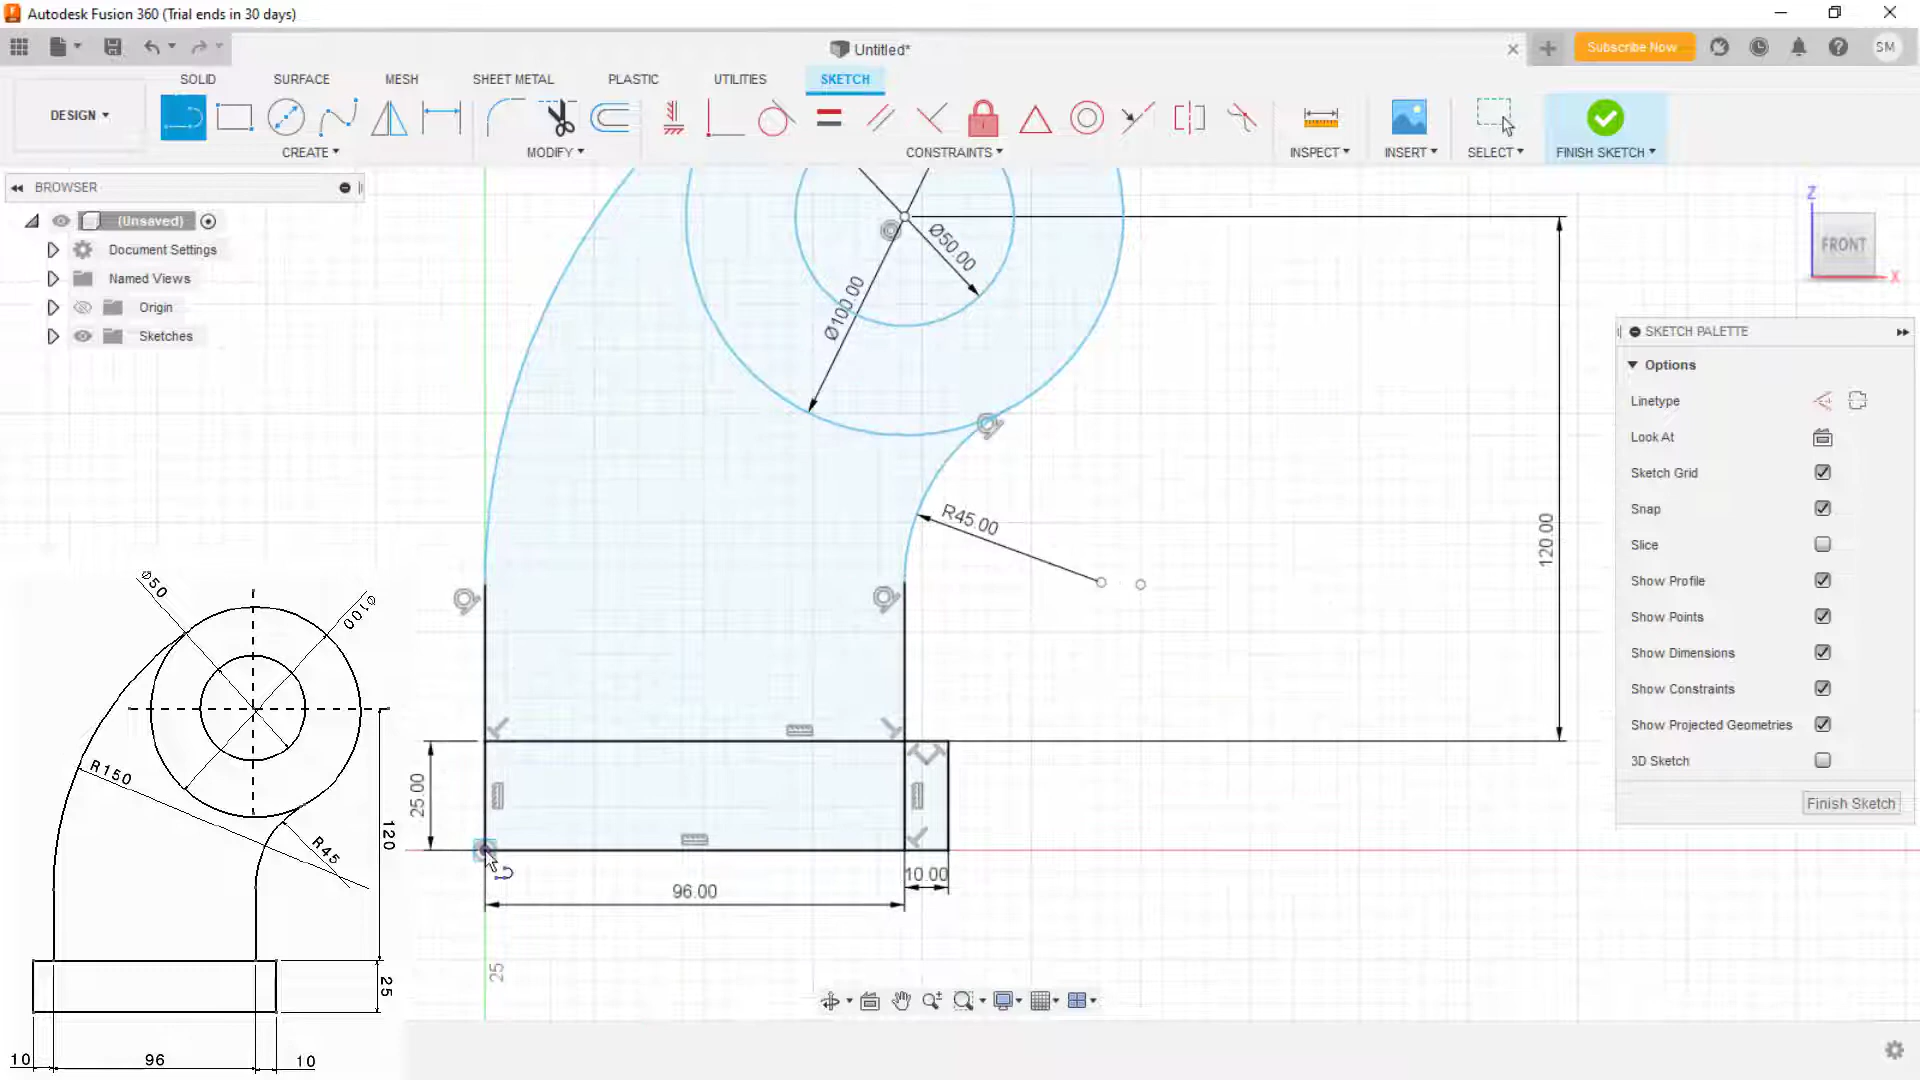 Autodesk Fusion 360 (Trial ends in 30 days)
Untitled*
Subscribe Now
SM
DESIGN
SOLID
SURFACE
MESH
SHEET METAL
PLASTIC
UTILITIES
SKETCH
CREATE
MODIFY
CONSTRAINTS
INSPECT
INSERT
SELECT
FINISH SKETCH
BROWSER
(Unsaved)
Document Settings
Named Views
Origin
Sketches
Z
FRONT
X
SKETCH PALETTE
Options
Linetype
Look At
Sketch Grid
Snap
Slice
Show Profile
Show Points
Show Dimensions
Show Constraints
Show Projected Geometries
3D Sketch
Finish Sketch
Ø50.00
Ø100.00
R45.00
120.00
25.00
10.00
96.00
25
Ø50
Ø100
R150
R45
120
25
10
96
10